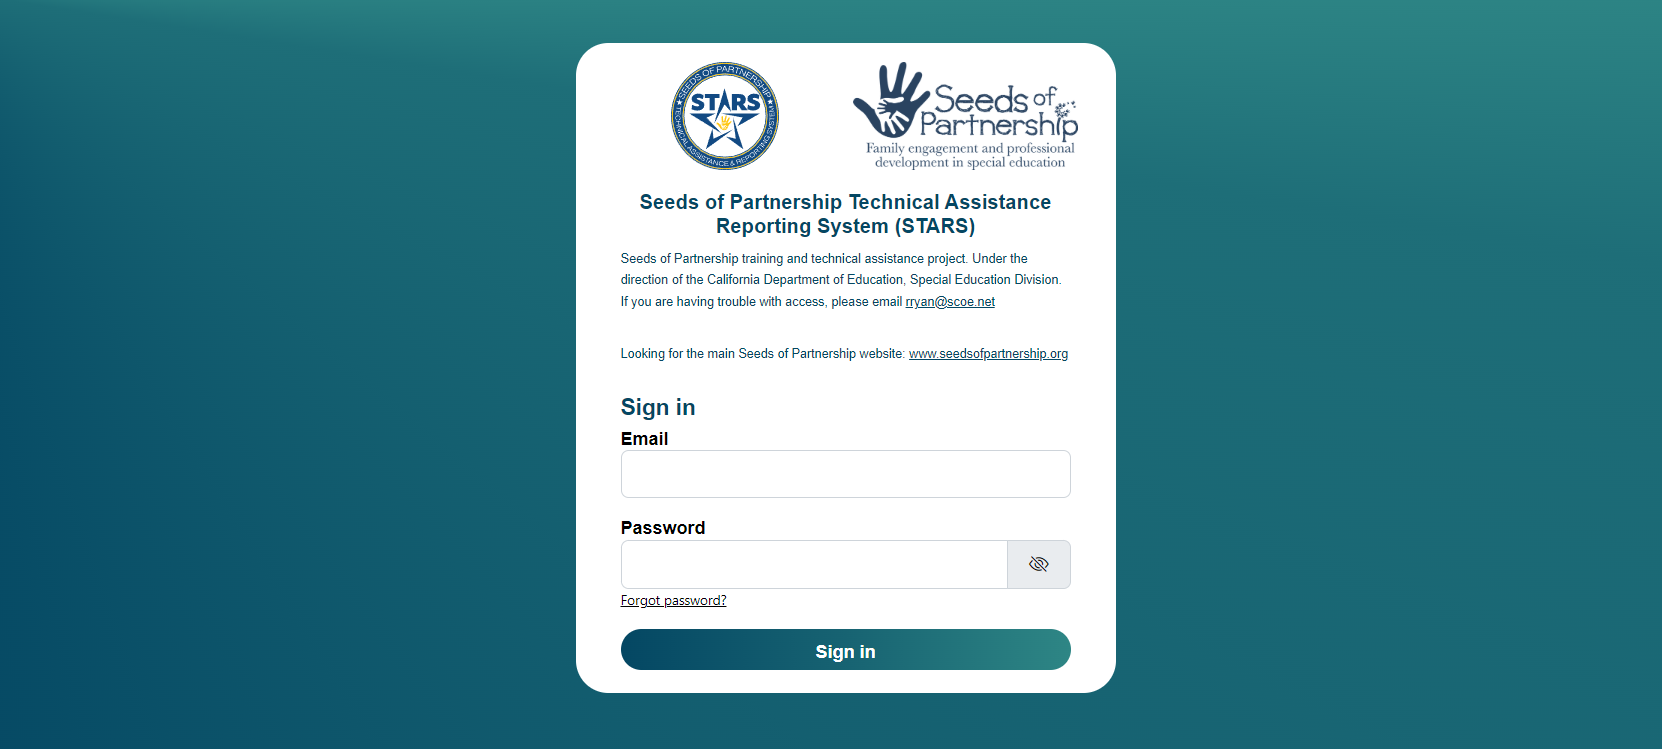 SEEDS OF PARTNERSHIP
STARS
TECHNICAL ASSISTANCE & REPORTING SYSTEM
Seeds of
Partnership
Family engagement and professional
development in special education
Seeds of Partnership Technical Assistance
Reporting System (STARS)
Seeds of Partnership training and technical assistance project. Under the
direction of the California Department of Education, Special Education Division.
If you are having trouble with access, please email rryan@scoe.net
Looking for the main Seeds of Partnership website: www.seedsofpartnership.org
Sign in
Email
Password
Forgot password?
Sign in